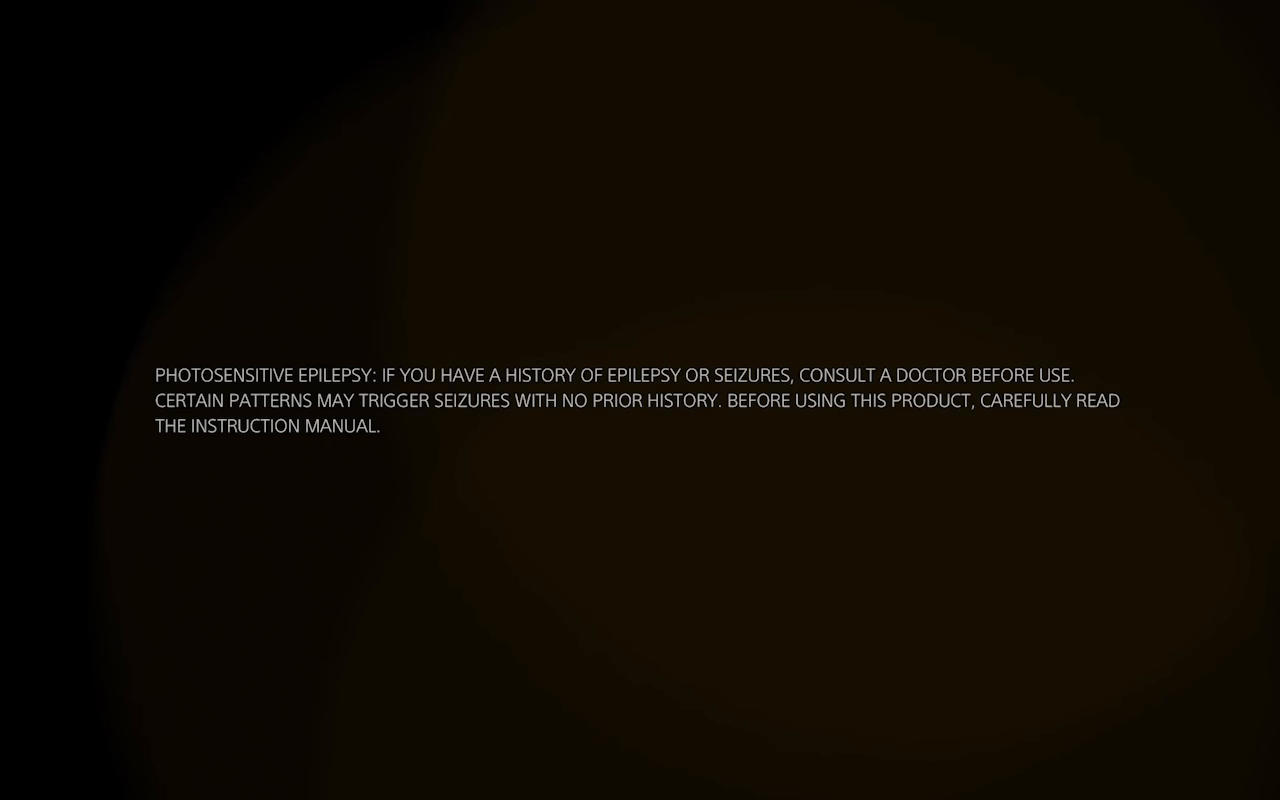 PHOTOSENSITIVE EPILEPSY: IF YOU HAVE A HISTORY OF EPILEPSY OR SEIZURES, CONSULT A DOCTOR BEFORE USE.
CERTAIN PATTERNS MAY TRIGGER SEIZURES WITH NO PRIOR HISTORY. BEFORE USING THIS PRODUCT, CAREFULLY READ
THE INSTRUCTION MANUAL.